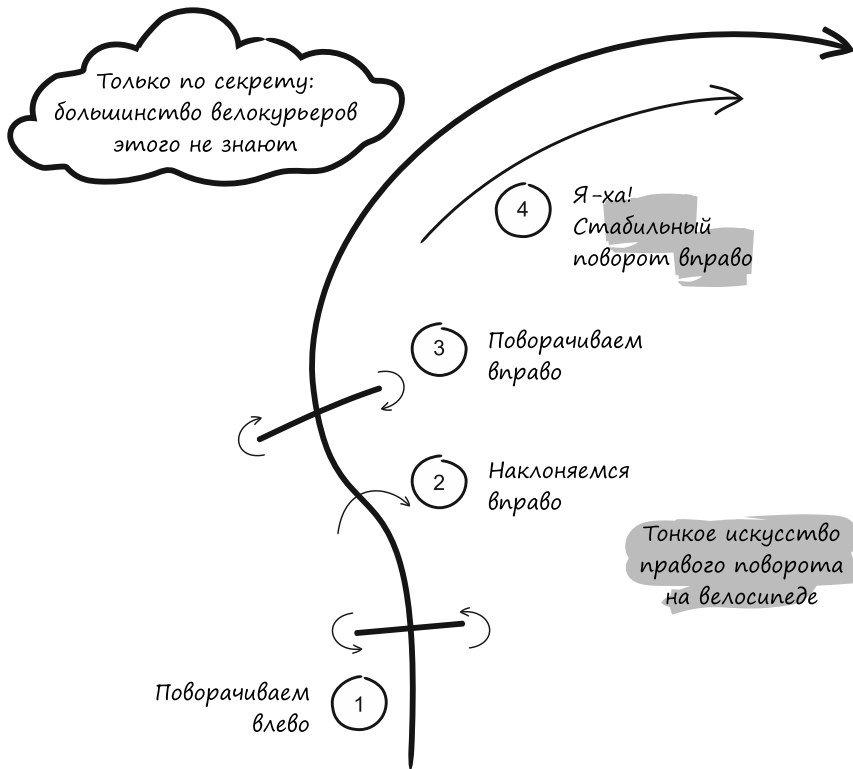 Только по секрету:
большинство велокурьеров
этого не знают
4
Я-ха!
Стабильный
поворот вправо
3
Поворачиваем
вправо
2
Наклоняемся
вправо
Тонкое искусство
правого поворота
на велосипеде
Поворачиваем
влево
1